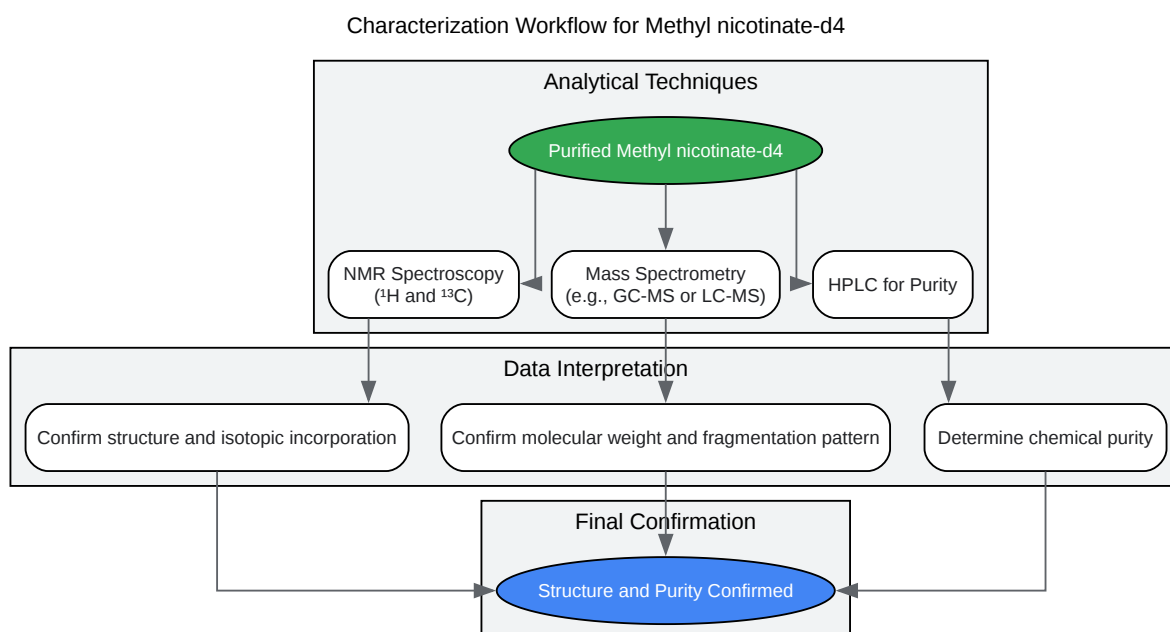 Characterization Workflow for Methyl nicotinate-d4
Analytical Techniques
Purified Methyl nicotinate-d4
NMR Spectroscopy
(¹H and ¹³C)
Mass Spectrometry
(e.g., GC-MS or LC-MS)
HPLC for Purity
Data Interpretation
Confirm structure and isotopic incorporation
Confirm molecular weight and fragmentation pattern
Determine chemical purity
Final Confirmation
Structure and Purity Confirmed